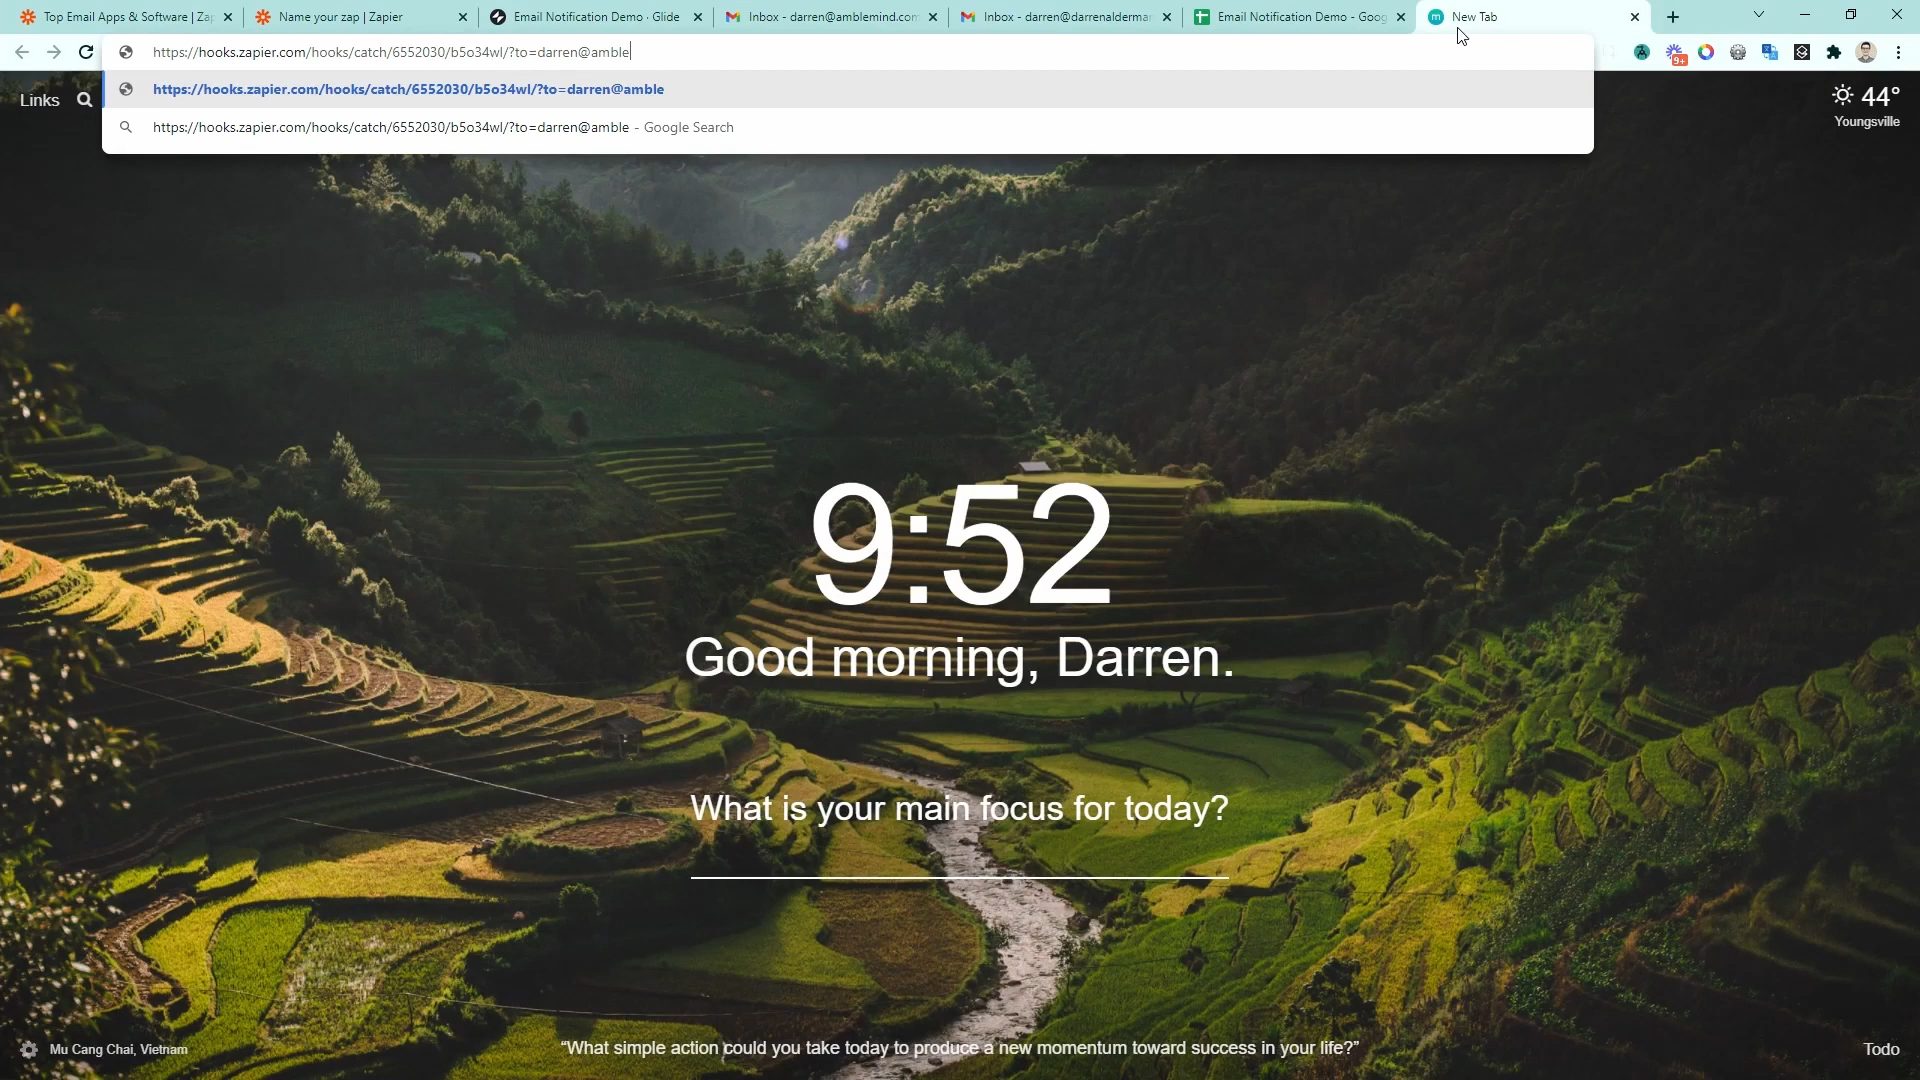 Top Email Apps & Software | Zap
Name your zap | Zapier
Email Notification Demo · Glide
Inbox - darren@amblemind.com
Inbox - darren@darrenalderman
Email Notification Demo - Goog
New Tab
https://hooks.zapier.com/hooks/catch/6552030/b5o34wl/?to=darren@amble
9+
https://hooks.zapier.com/hooks/catch/6552030/b5o34wl/?to=darren@amble
https://hooks.zapier.com/hooks/catch/6552030/b5o34wl/?to=darren@amble - Google Search
Links
44°
Youngsville
9:52
Good morning, Darren.
What is your main focus for today?
Mu Cang Chai, Vietnam
“What simple action could you take today to produce a new momentum toward success in your life?”
Todo